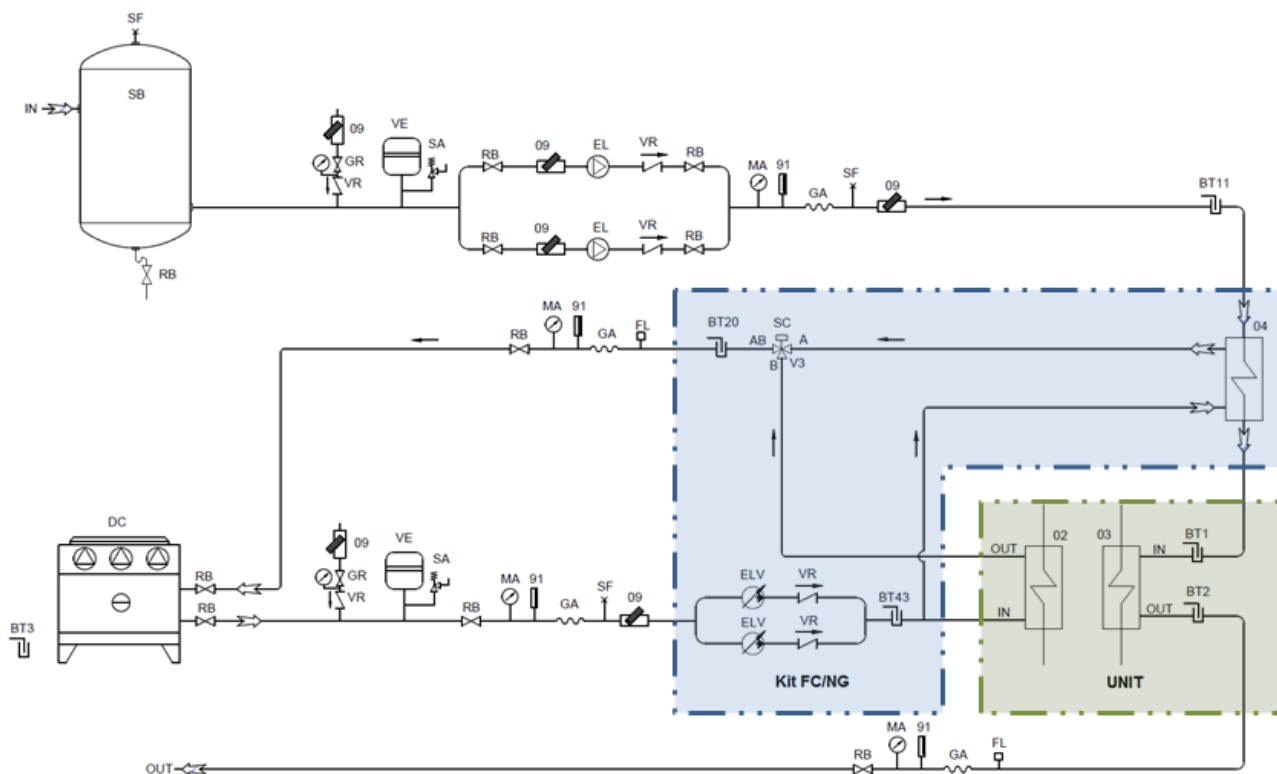 SF
SB
IN
09
GR
VR
VE
SA
RB
09
EL
VR
RB
RB
09
EL
VR
RB
MA
91
GA
SF
09
BT11
RB
RB
MA
91
GA
FL
BT20
SC
AB
A
B
V3
04
DC
RB
RB
BT3
09
GR
VR
VE
SA
RB
MA
91
GA
SF
09
ELV
VR
ELV
VR
BT43
Kit FC/NG
OUT
02
IN
03
IN
BT1
OUT
BT2
UNIT
OUT
RB
MA
91
GA
FL